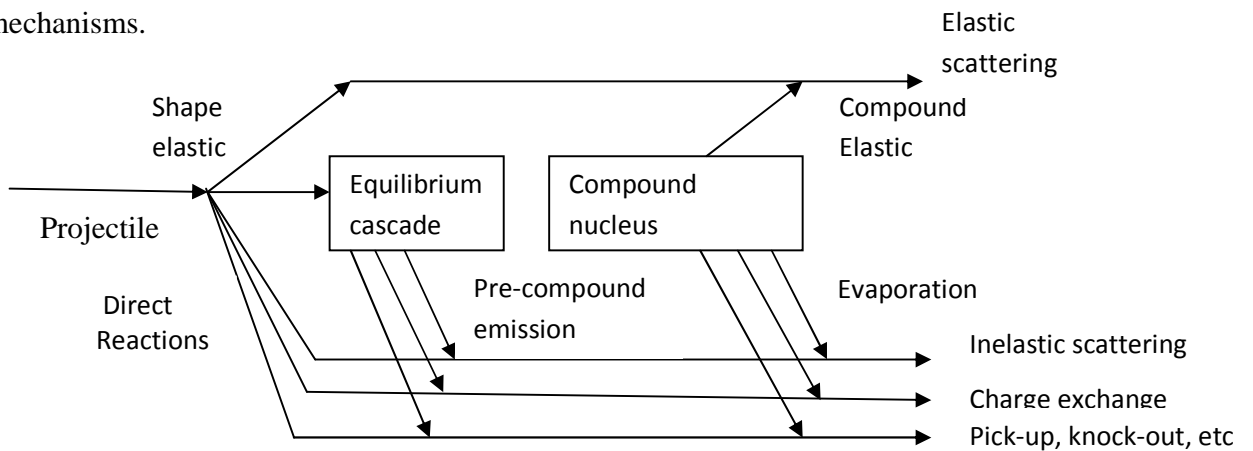 mechanisms.
Elastic
scattering
Shape
elastic
Compound
Elastic
Equilibrium
cascade
Compound
nucleus
Projectile
Pre-compound
emission
Evaporation
Direct
Reactions
Inelastic scattering
Charge exchange
Pick-up, knock-out, etc